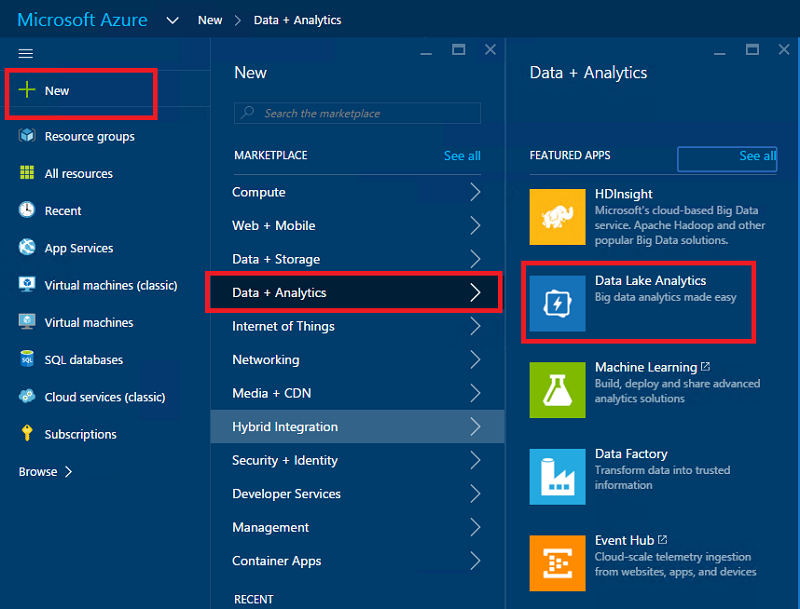 Microsoft Azure New Data + Analytics
New
Resource groups
All resources
Recent
App Services
Virtual machines (classic)
Virtual machines
SQL databases
Cloud services (classic)
Subscriptions
Browse
New
Search the marketplace
MARKETPLACE See all
Compute
Web + Mobile
Data + Storage
Data + Analytics
Internet of Things
Networking
Media + CDN
Hybrid Integration
Security + Identity
Developer Services
Management
Container Apps
RECENT
Data + Analytics
FEATURED APPS See all
HDInsight
Microsoft's cloud-based Big Data
service. Apache Hadoop and other
popular Big Data solutions.
Data Lake Analytics
Big data analytics made easy
Machine Learning
Build, deploy and share advanced
analytics solutions
Data Factory
Transform data into trusted
information
Event Hub
Cloud-scale telemetry ingestion
from websites, apps, and devices